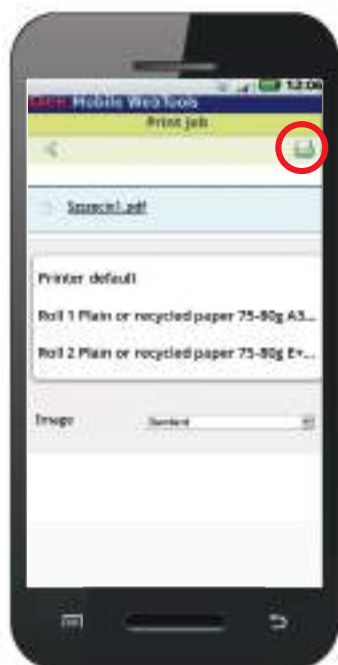 12:06
Mobile WebTools
Print job
Szczecin1.pdf
Printer default
Roll 1 Plain or recycled paper 75-80g A3...
Roll 2 Plain or recycled paper 75-80g E+...
Image Standard